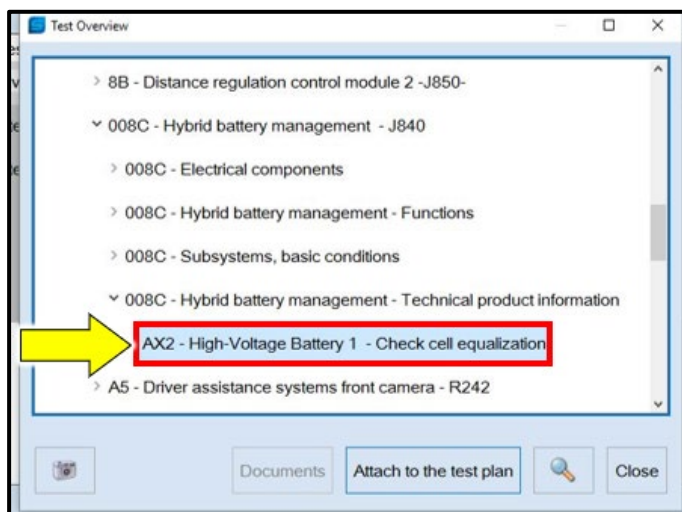 Test Overview
8B - Distance regulation control module 2 -J850-
008C - Hybrid battery management - J840
008C - Electrical components
008C - Hybrid battery management - Functions
008C - Subsystems, basic conditions
008C - Hybrid battery management - Technical product information
AX2 - High-Voltage Battery 1 - Check cell equalization
A5 - Driver assistance systems front camera - R242
Documents
Attach to the test plan
Close